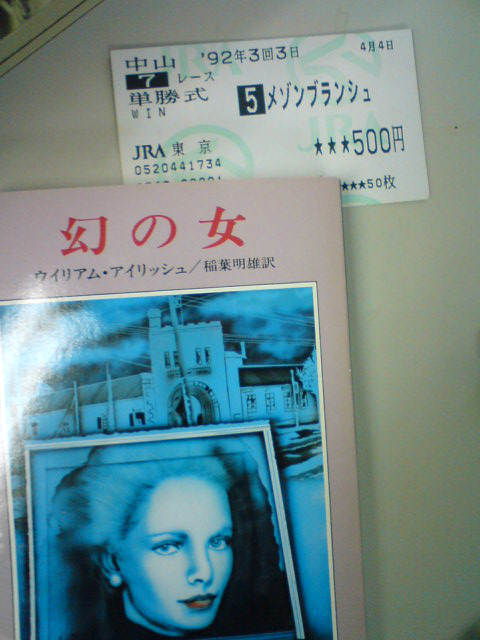 中山 '92年3回3日 4月4日
7 レース
単勝式 5 メゾンブランシュ
WIN
JRA 東京 ★★★500円
0520441734
★★★★50枚
幻の女
ウイリアム・アイリッシュ/稲葉明雄訳